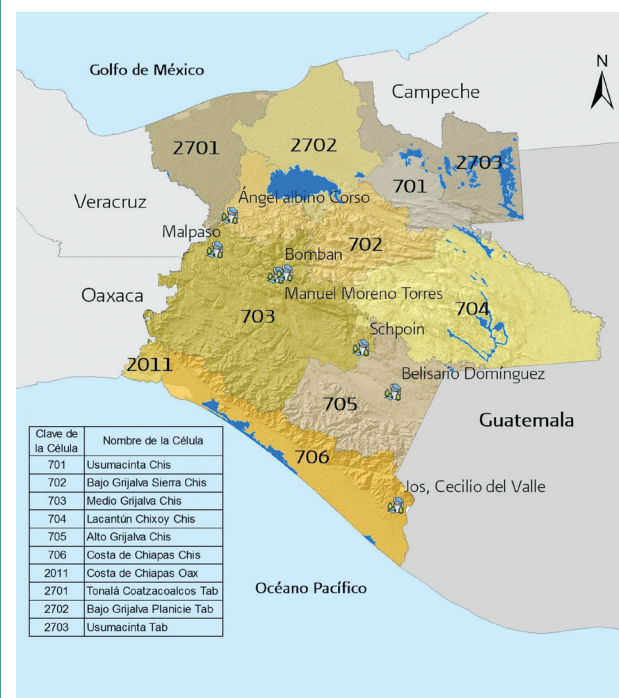 Golfo de México
Campeche
N
2701
2702
2703
701
Veracruz
Ángel albino Corso
Malpaso
702
Bomban
Oaxaca
Manuel Moreno Torres
703
704
Schpoin
2011
Belisario Domínguez
705
Guatemala
706
Jos, Cecilio del Valle
Océano Pacífico
Clave de la Célula Nombre de la Célula
701 Usumacinta Chis
702 Bajo Grijalva Sierra Chis
703 Medio Grijalva Chis
704 Lacantún Chixoy Chis
705 Alto Grijalva Chis
706 Costa de Chiapas Chis
2011 Costa de Chiapas Oax
2701 Tonalá Coatzacoalcos Tab
2702 Bajo Grijalva Planicie Tab
2703 Usumacinta Tab